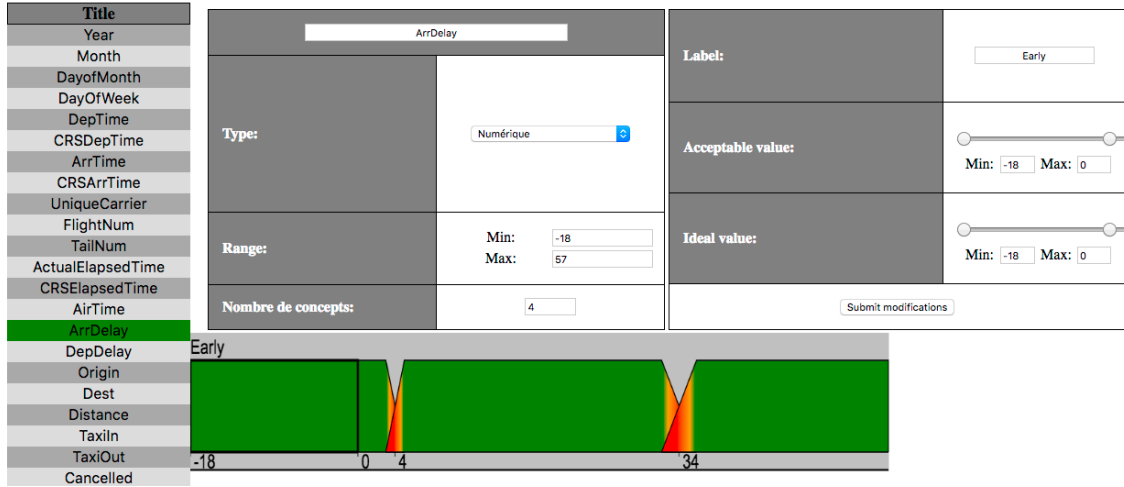 Title
Year
Month
DayofMonth
DayOfWeek
DepTime
CRSDepTime
ArrTime
CRSArrTime
UniqueCarrier
FlightNum
TailNum
ActualElapsedTime
CRSElapsedTime
AirTime
ArrDelay
DepDelay
Origin
Dest
Distance
TaxiIn
TaxiOut
Cancelled
ArrDelay
Type: Numérique
Range: Min: -18
Max: 57
Nombre de concepts: 4
Label: Early
Acceptable value: Min: -18 Max: 0
Ideal value: Min: -18 Max: 0
Submit modifications
Early
-18 0 4 34